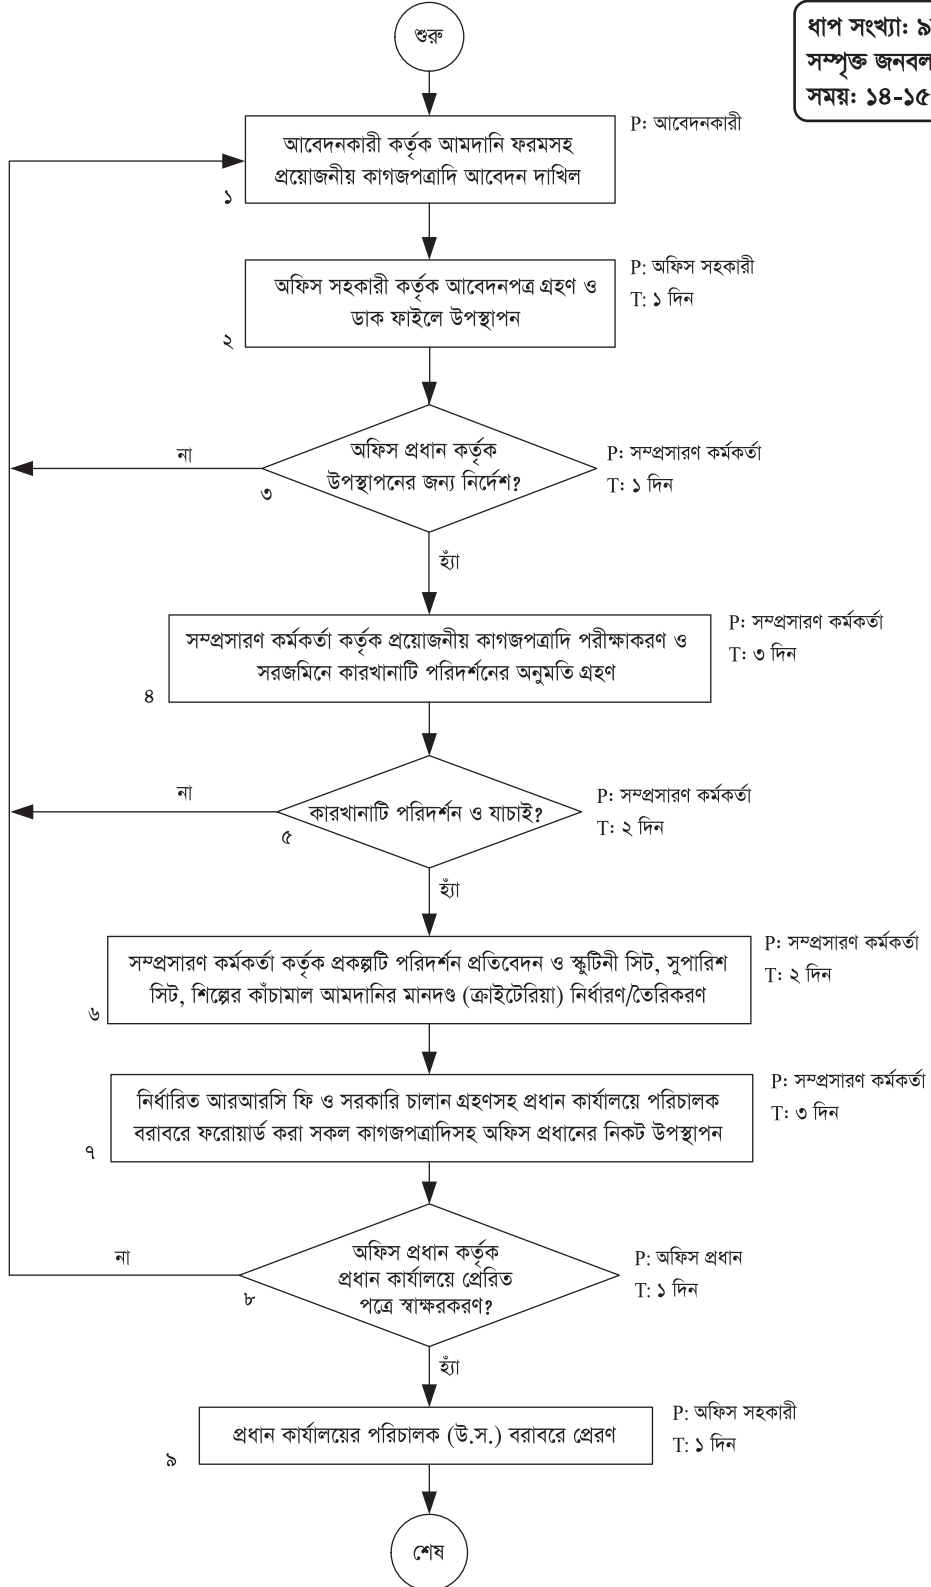 শুরু
ধাপ সংখ্যা: ৯
সম্পৃক্ত জনবল
সময়: ১৪-১৫
আবেদনকারী কর্তৃক আমদানি ফরমসহ
প্রয়োজনীয় কাগজপত্রাদি আবেদন দাখিল
১
P: আবেদনকারী
অফিস সহকারী কর্তৃক আবেদনপত্র গ্রহণ ও
ডাক ফাইলে উপস্থাপন
২
P: অফিস সহকারী
T: ১ দিন
অফিস প্রধান কর্তৃক
উপস্থাপনের জন্য নির্দেশ?
৩
না
P: সম্প্রসারণ কর্মকর্তা
T: ১ দিন
হ্যাঁ
সম্প্রসারণ কর্মকর্তা কর্তৃক প্রয়োজনীয় কাগজপত্রাদি পরীক্ষাকরণ ও
সরজমিনে কারখানাটি পরিদর্শনের অনুমতি গ্রহণ
৪
P: সম্প্রসারণ কর্মকর্তা
T: ৩ দিন
না
কারখানাটি পরিদর্শন ও যাচাই?
৫
P: সম্প্রসারণ কর্মকর্তা
T: ২ দিন
হ্যাঁ
সম্প্রসারণ কর্মকর্তা কর্তৃক প্রকল্পটি পরিদর্শন প্রতিবেদন ও স্কুটিনী সিট, সুপারিশ
সিট, শিল্পের কাঁচামাল আমদানির মানদণ্ড (ক্রাইটেরিয়া) নির্ধারণ/তৈরিকরণ
৬
P: সম্প্রসারণ কর্মকর্তা
T: ২ দিন
নির্ধারিত আরআরসি ফি ও সরকারি চালান গ্রহণসহ প্রধান কার্যালয়ে পরিচালক
বরাবরে ফরোয়ার্ড করা সকল কাগজপত্রাদিসহ অফিস প্রধানের নিকট উপস্থাপন
৭
P: সম্প্রসারণ কর্মকর্তা
T: ৩ দিন
না
অফিস প্রধান কর্তৃক
প্রধান কার্যালয়ে প্রেরিত
পত্রে স্বাক্ষরকরণ?
৮
P: অফিস প্রধান
T: ১ দিন
হ্যাঁ
প্রধান কার্যালয়ের পরিচালক (উ.স.) বরাবরে প্রেরণ
৯
P: অফিস সহকারী
T: ১ দিন
শেষ